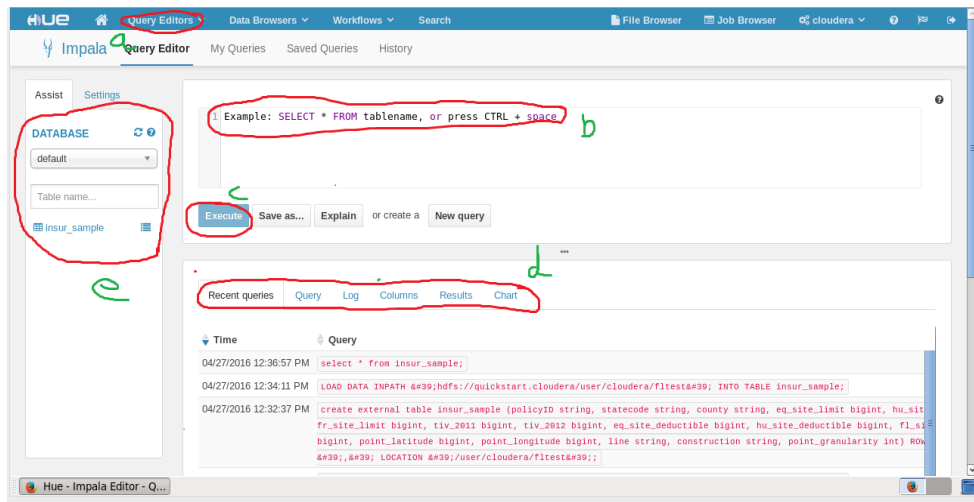 HUE Query Editors Data Browsers Workflows Search File Browser Job Browser cloudera
a
Impala Query Editor My Queries Saved Queries History
Assist Settings
DATABASE
default
Table name...
insur_sample
e
1 Example: SELECT * FROM tablename, or press CTRL + space
b
c
Execute Save as... Explain or create a New query
...
d
Recent queries Query Log Columns Results Chart
Time Query
04/27/2016 12:36:57 PM select * from insur_sample;
04/27/2016 12:34:11 PM LOAD DATA INPATH &#39;hdfs://quickstart.cloudera/user/cloudera/fltest&#39; INTO TABLE insur_sample;
04/27/2016 12:32:37 PM create external table insur_sample (policyID string, statecode string, county string, eq_site_limit bigint, hu_sit
fr_site_limit bigint, tiv_2011 bigint, tiv_2012 bigint, eq_site_deductible bigint, hu_site_deductible bigint, fl_si
bigint, point_latitude bigint, point_longitude bigint, line string, construction string, point_granularity int) ROW
&#39;,&#39; LOCATION &#39;/user/cloudera/fltest&#39;;
Hue - Impala Editor - Q...